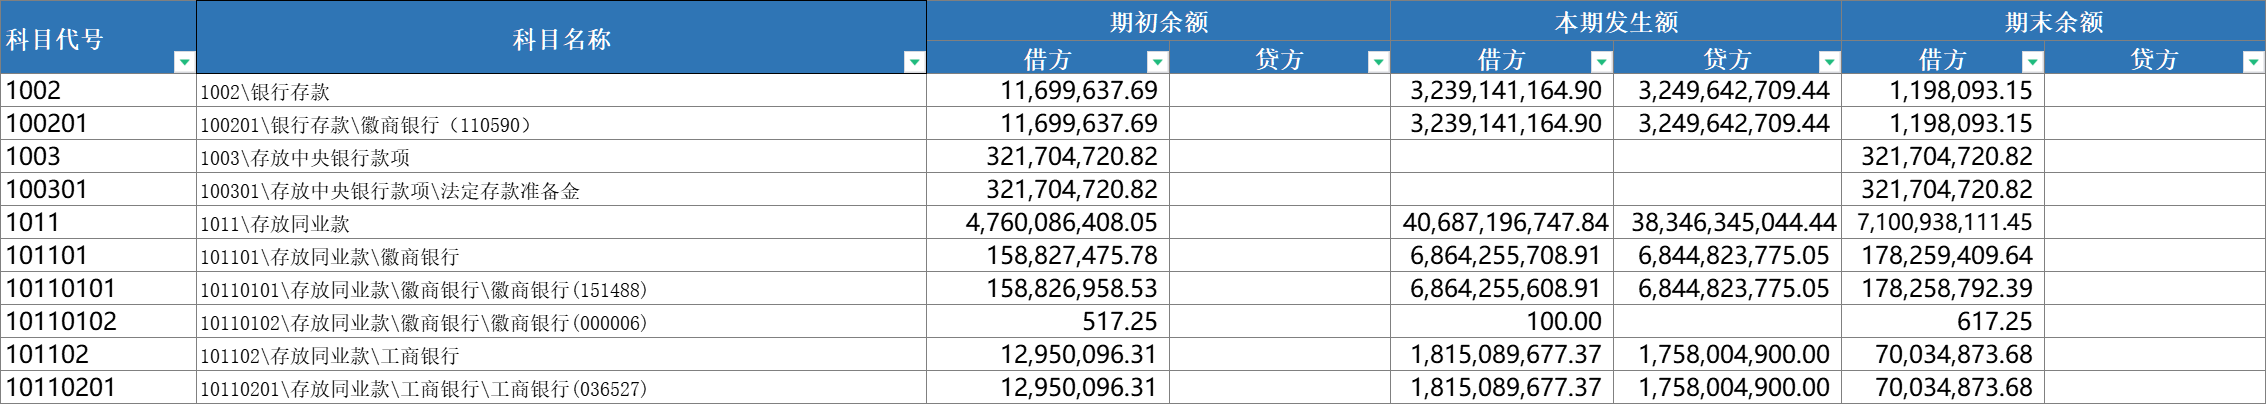 科目代号 科目名称 期初余额 本期发生额 期末余额
借方 贷方 借方 贷方 借方 贷方
1002 1002\银行存款 11,699,637.69 3,239,141,164.90 3,249,642,709.44 1,198,093.15
100201 100201\银行存款\徽商银行（110590） 11,699,637.69 3,239,141,164.90 3,249,642,709.44 1,198,093.15
1003 1003\存放中央银行款项 321,704,720.82 321,704,720.82
100301 100301\存放中央银行款项\法定存款准备金 321,704,720.82 321,704,720.82
1011 1011\存放同业款 4,760,086,408.05 40,687,196,747.84 38,346,345,044.44 7,100,938,111.45
101101 101101\存放同业款\徽商银行 158,827,475.78 6,864,255,708.91 6,844,823,775.05 178,259,409.64
10110101 10110101\存放同业款\徽商银行\徽商银行(151488) 158,826,958.53 6,864,255,608.91 6,844,823,775.05 178,258,792.39
10110102 10110102\存放同业款\徽商银行\徽商银行(000006) 517.25 100.00 617.25
101102 101102\存放同业款\工商银行 12,950,096.31 1,815,089,677.37 1,758,004,900.00 70,034,873.68
10110201 10110201\存放同业款\工商银行\工商银行(036527) 12,950,096.31 1,815,089,677.37 1,758,004,900.00 70,034,873.68